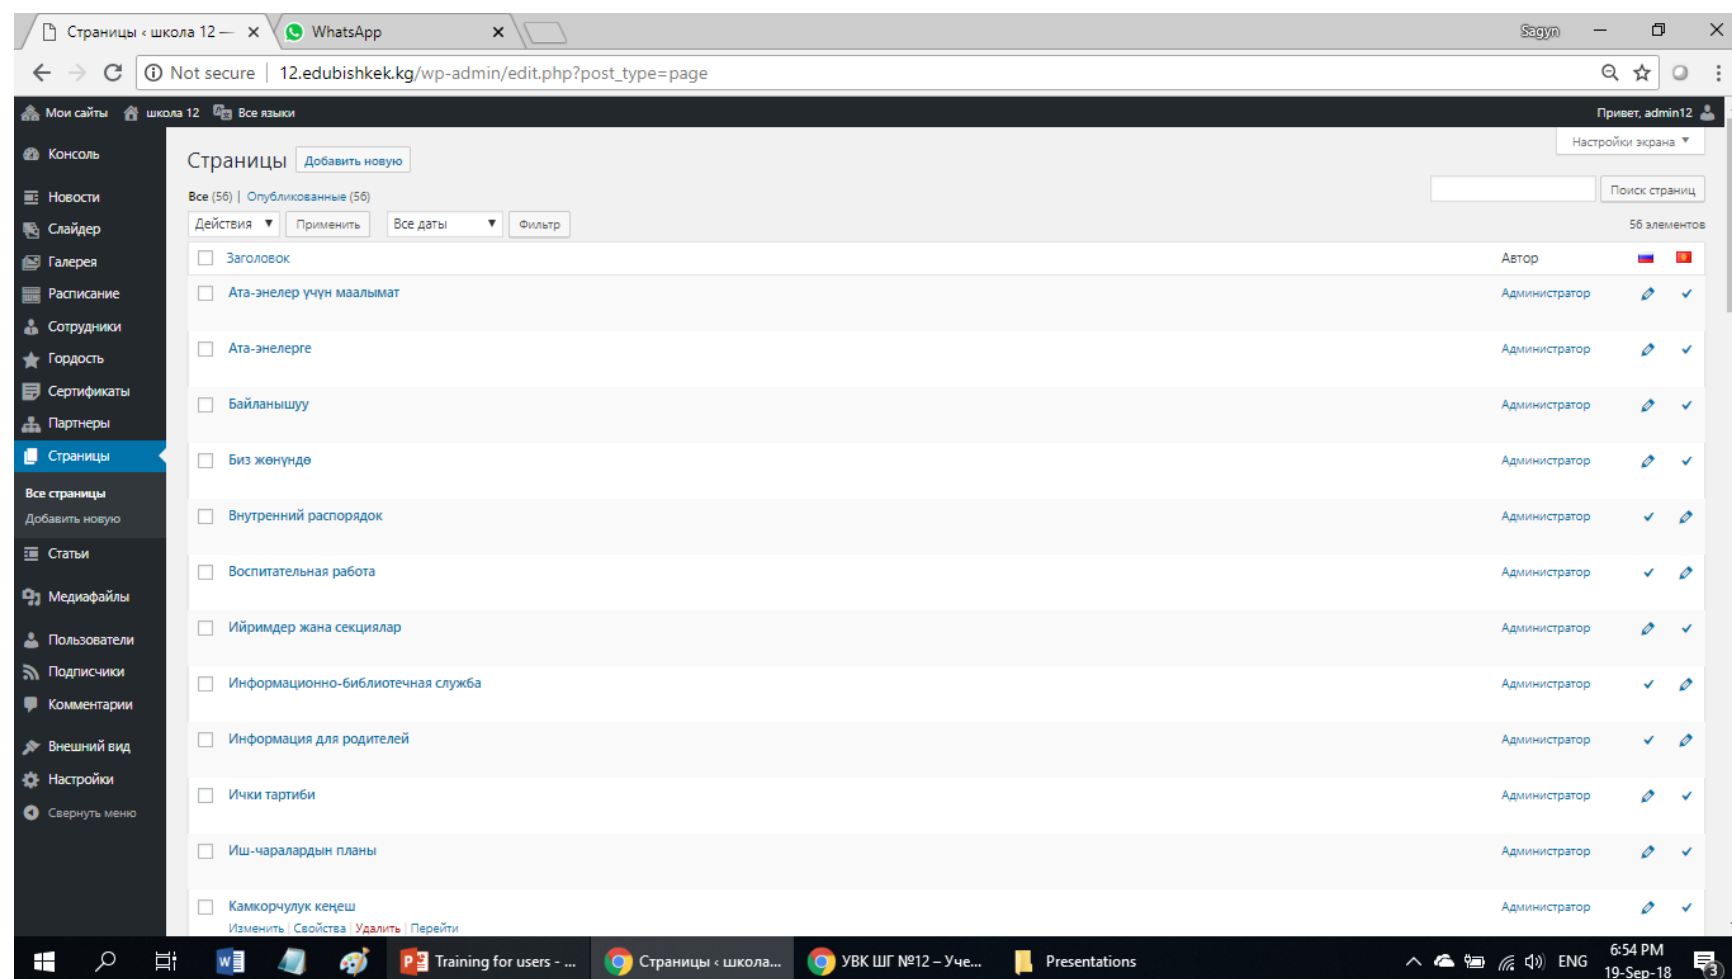 Страницы ‹ школа 12 —
WhatsApp
Sagyn
Not secure | 12.edubishkek.kg/wp-admin/edit.php?post_type=page
Мои сайты школа 12 Все языки
Привет, admin12
Консоль
Новости
Слайдер
Галерея
Расписание
Сотрудники
Гордость
Сертификаты
Партнеры
Страницы
Все страницы
Добавить новую
Статьи
Медиафайлы
Пользователи
Подписчики
Комментарии
Внешний вид
Настройки
Свернуть меню
Настройки экрана
Страницы Добавить новую
Все (56) | Опубликованные (56)
Поиск страниц
Действия Применить Все даты Фильтр
56 элементов
Заголовок Автор
Ата-энелер үчүн маалымат Администратор
Ата-энелерге Администратор
Байланышуу Администратор
Биз жөнүндө Администратор
Внутренний распорядок Администратор
Воспитательная работа Администратор
Ийримдер жана секциялар Администратор
Информационно-библиотечная служба Администратор
Информация для родителей Администратор
Ички тартиби Администратор
Иш-чаралардын планы Администратор
Камкорчулук кеңеш Администратор
Изменить | Свойства | Удалить | Перейти
Training for users - ...
Страницы ‹ школа...
УВК ШГ №12 – Уче...
Presentations
ENG
6:54 PM
19-Sep-18
3